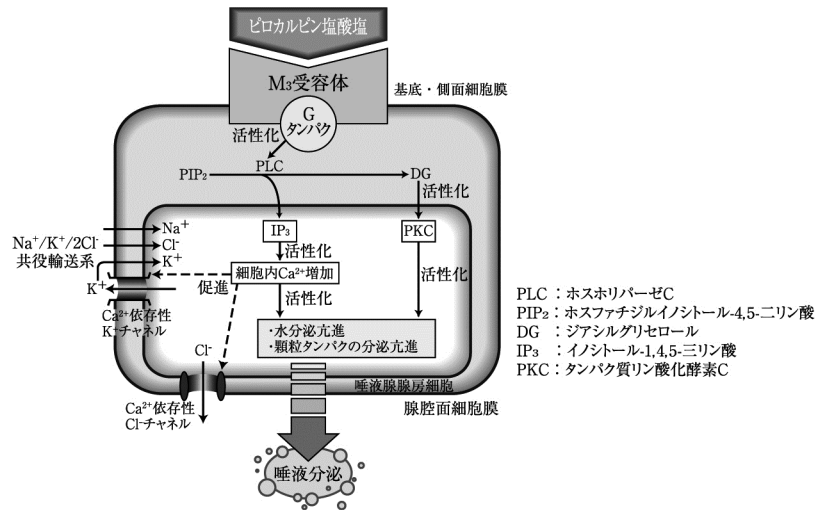 ピロカルピン塩酸塩
M₃受容体
基底・側面細胞膜
G
タンパク
活性化
PLC
PIP₂
DG
活性化
IP₃
PKC
Na⁺
Cl⁻
K⁺
Na⁺/K⁺/2Cl⁻
共役輸送系
活性化
細胞内Ca²⁺増加
促進
活性化
活性化
K⁺
Ca²⁺依存性
K⁺チャネル
・水分泌亢進
・顆粒タンパクの分泌亢進
Cl⁻
唾液腺腺房細胞
腺腔面細胞膜
Ca²⁺依存性
Cl⁻チャネル
唾液分泌
PLC ：ホスホリパーゼC
PIP₂：ホスファチジルイノシトール-4,5-二リン酸
DG ：ジアシルグリセロール
IP₃ ：イノシトール-1,4,5-三リン酸
PKC：タンパク質リン酸化酵素C